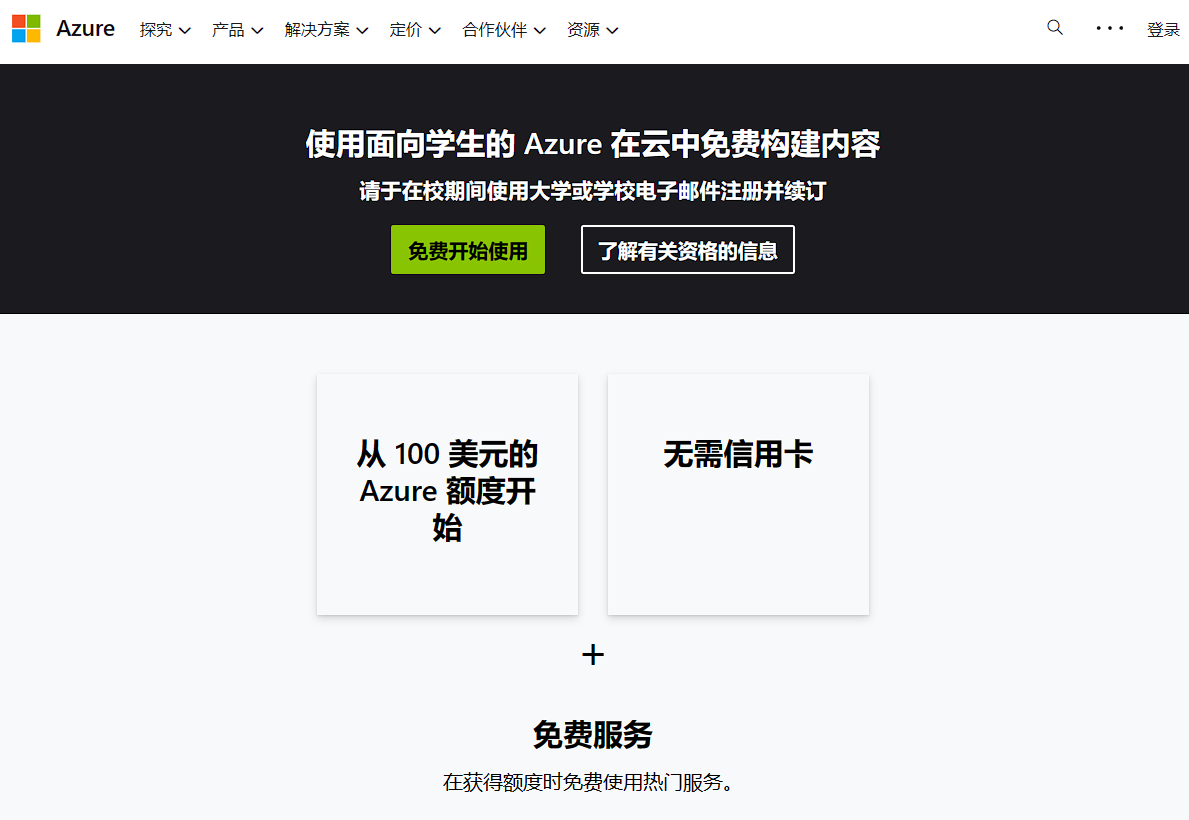 Azure 探究 产品 解决方案 定价 合作伙伴 资源 登录
使用面向学生的 Azure 在云中免费构建内容
请于在校期间使用大学或学校电子邮件注册并续订
免费开始使用 了解有关资格的信息
从 100 美元的
Azure 额度开
始
无需信用卡
+
免费服务
在获得额度时免费使用热门服务。